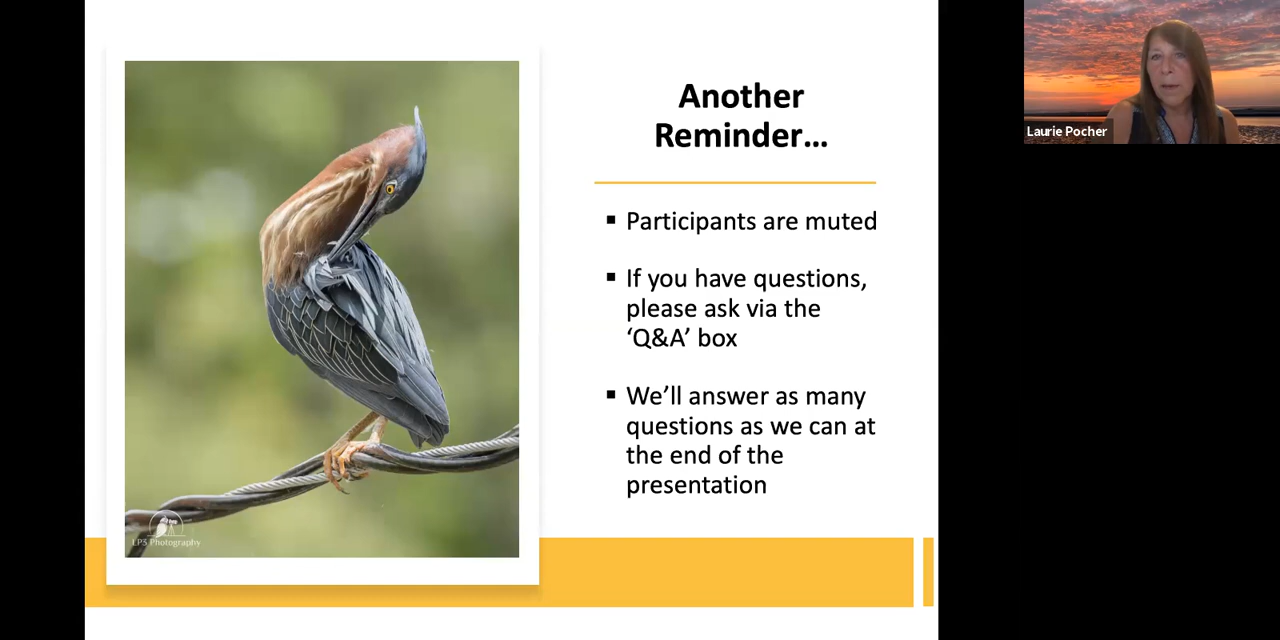 Another
Reminder…
▪ Participants are muted
▪ If you have questions,
please ask via the
‘Q&A’ box
▪ We’ll answer as many
questions as we can at
the end of the
presentation
LP3 Photography
Laurie Pocher